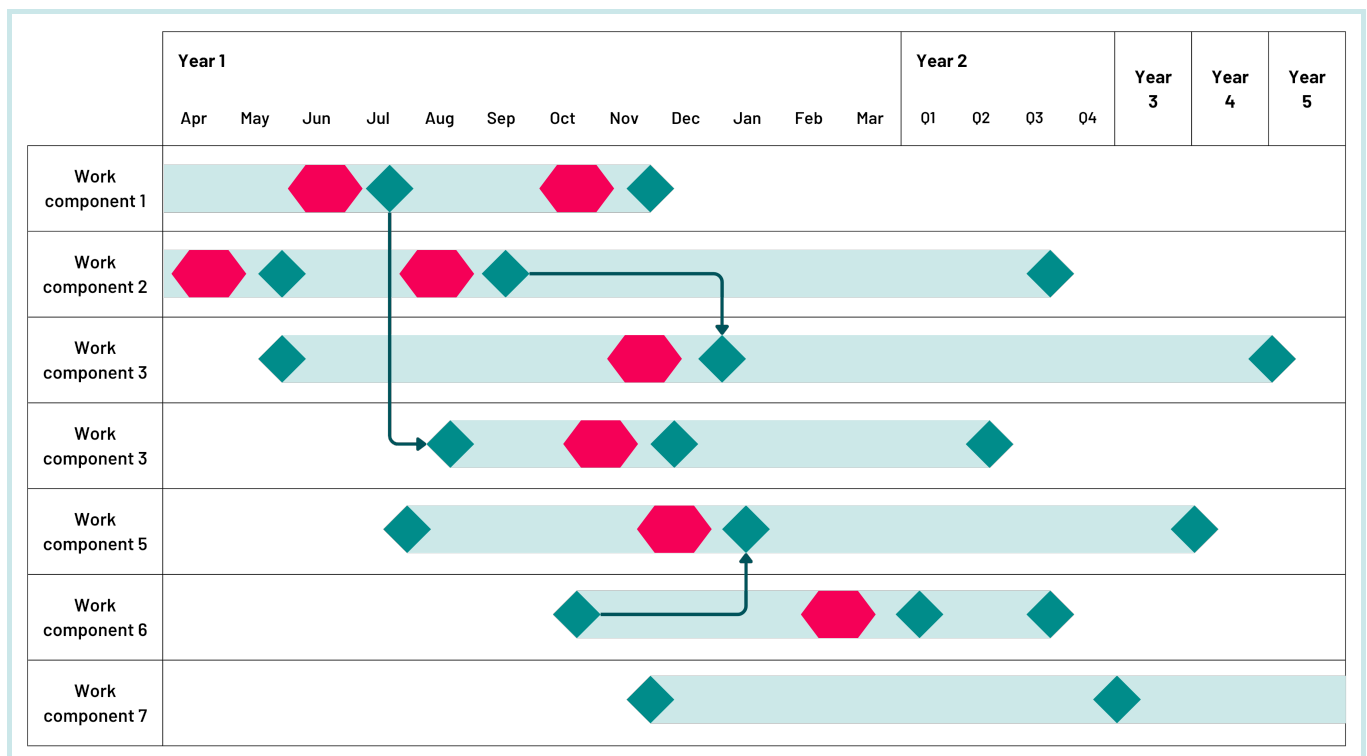 Year 1
Year 2
Year
3
Year
4
Year
5
Apr May Jun Jul Aug Sep Oct Nov Dec Jan Feb Mar Q1 Q2 Q3 Q4
Work
component 1
Work
component 2
Work
component 3
Work
component 3
Work
component 5
Work
component 6
Work
component 7